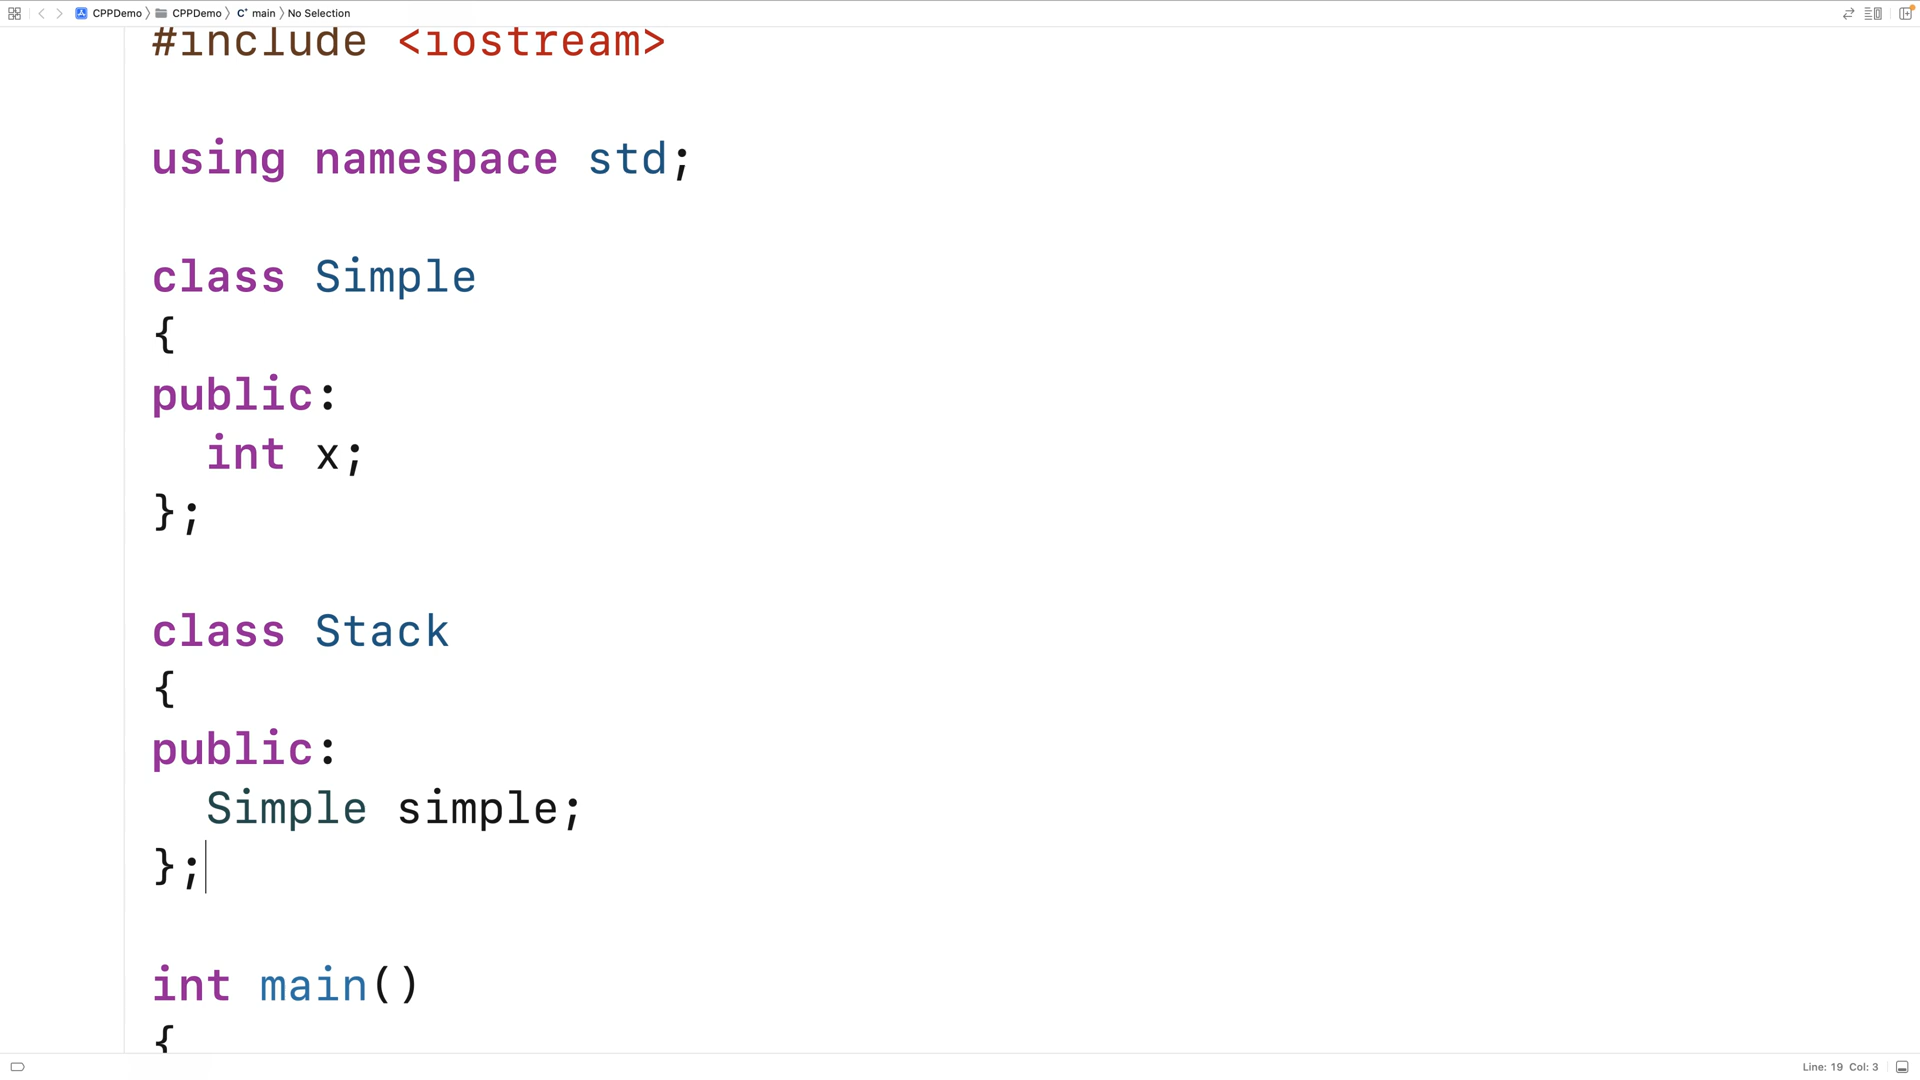 CPPDemo CPPDemo main No Selection
#include <iostream>
using namespace std;
class Simple
{
public:
int x;
};
class Stack
{
public:
Simple simple;
};
int main()
{
Line: 19 Col: 3